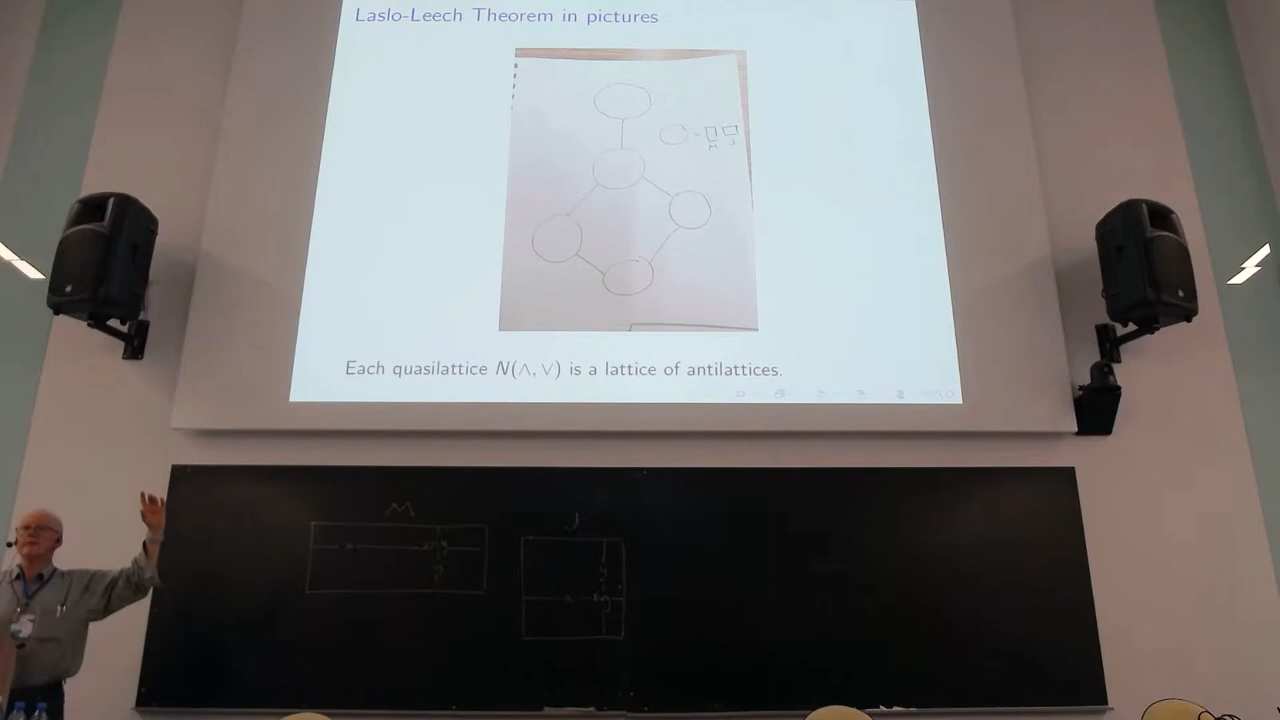 Laslo-Leech Theorem in pictures
M J
Each quasilattice N(∧, ∨) is a lattice of antilattices.
M
J